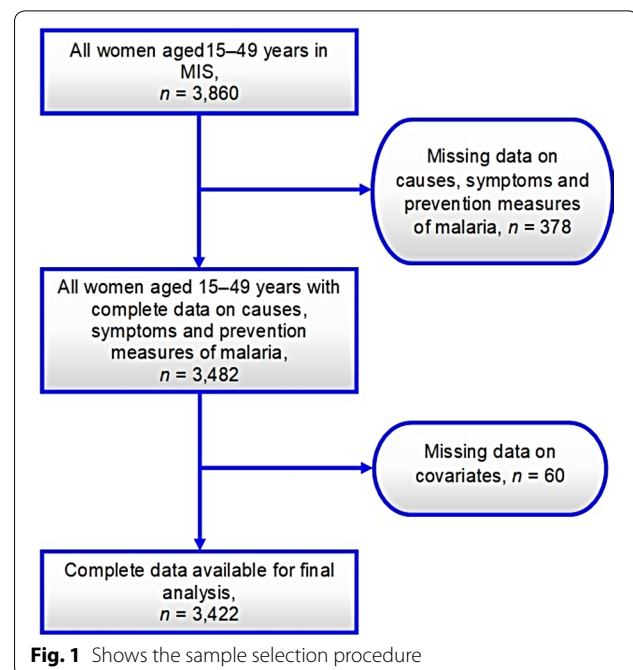 All women aged15–49 years in
MIS,
n = 3,860
Missing data on
causes, symptoms and
prevention measures
of malaria, n = 378
All women aged 15–49 years with
complete data on causes,
symptoms and prevention
measures of malaria,
n = 3,482
Missing data on
covariates, n = 60
Complete data available for final
analysis,
n = 3,422
Fig. 1 Shows the sample selection procedure